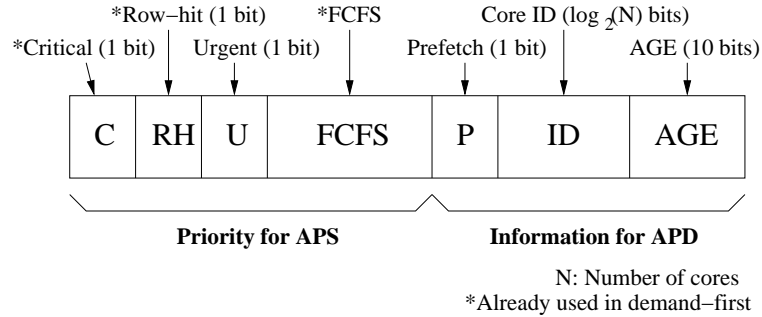 *Row−hit (1 bit) *FCFS Core ID (log 2(N) bits)
*Critical (1 bit) Urgent (1 bit) Prefetch (1 bit) AGE (10 bits)
C RH U FCFS P ID AGE
Priority for APS Information for APD
N: Number of cores
*Already used in demand−first